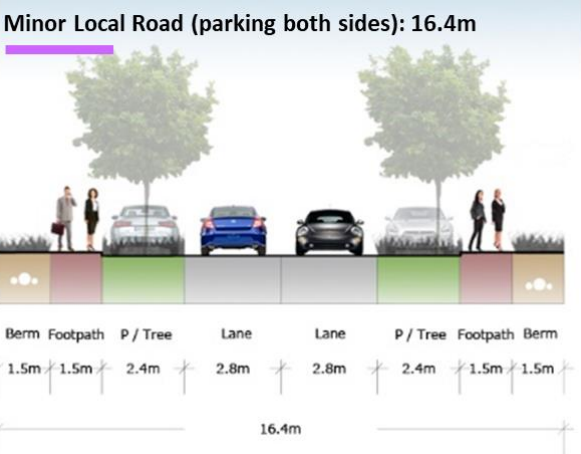 Minor Local Road (parking both sides): 16.4m
Berm Footpath P / Tree Lane Lane P / Tree Footpath Berm
1.5m 1.5m 2.4m 2.8m 2.8m 2.4m 1.5m 1.5m
16.4m